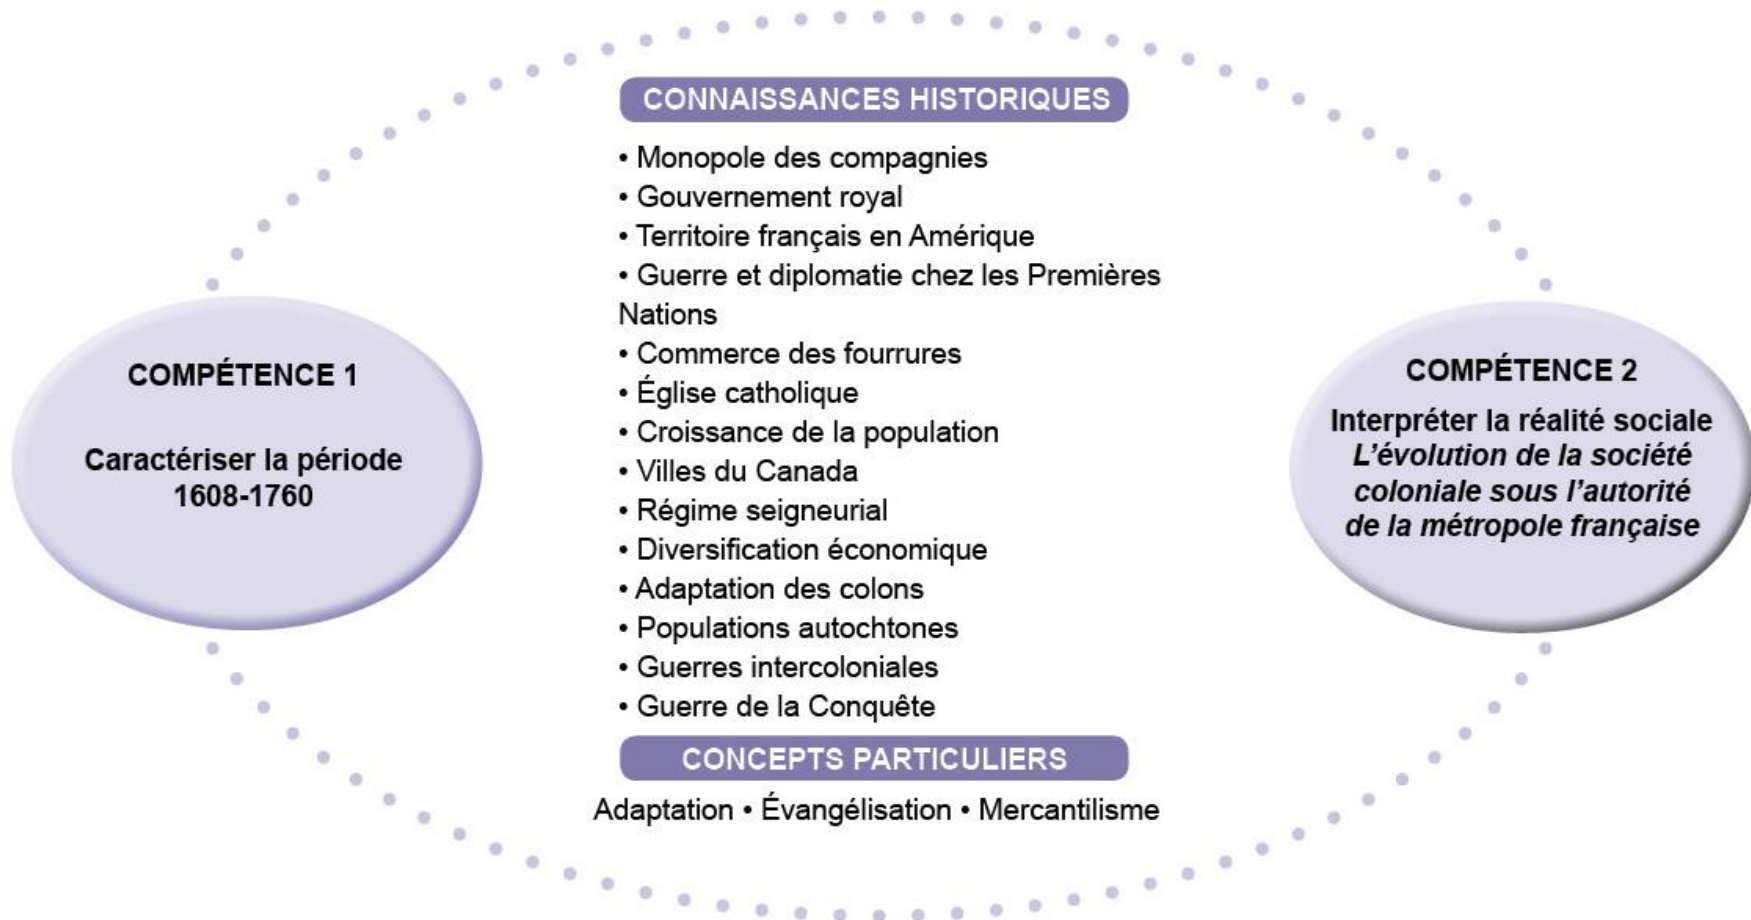 CONNAISSANCES HISTORIQUES
• Monopole des compagnies
• Gouvernement royal
• Territoire français en Amérique
• Guerre et diplomatie chez les Premières
Nations
• Commerce des fourrures
• Église catholique
• Croissance de la population
• Villes du Canada
• Régime seigneurial
• Diversification économique
• Adaptation des colons
• Populations autochtones
• Guerres intercoloniales
• Guerre de la Conquête
CONCEPTS PARTICULIERS
Adaptation • Évangélisation • Mercantilisme
COMPÉTENCE 1
Caractériser la période
1608-1760
COMPÉTENCE 2
Interpréter la réalité sociale
L'évolution de la société
coloniale sous l'autorité
de la métropole française